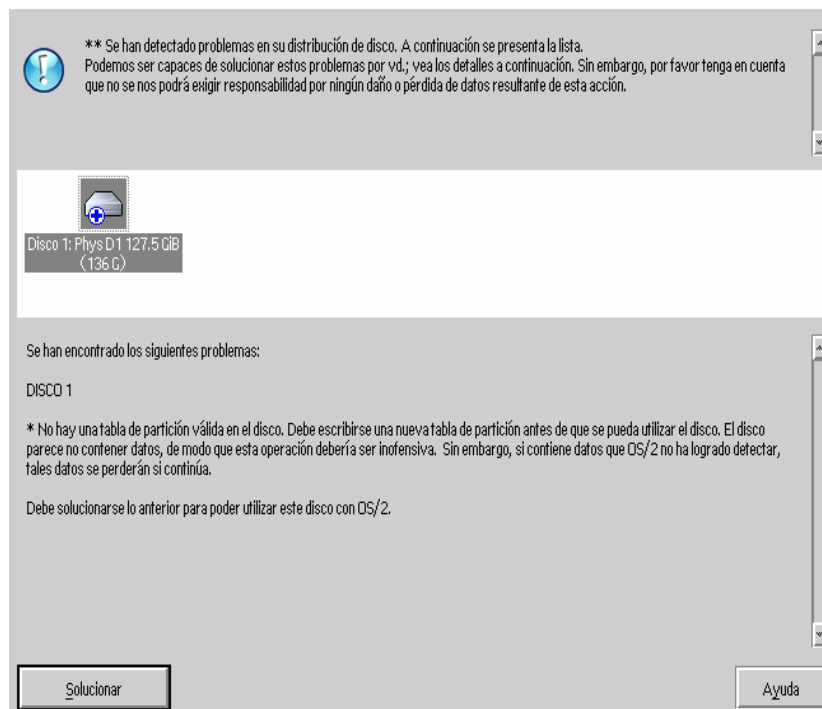 ** Se han detectado problemas en su distribución de disco. A continuación se presenta la lista.
Podemos ser capaces de solucionar estos problemas por vd.; vea los detalles a continuación. Sin embargo, por favor tenga en cuenta
que no se nos podrá exigir responsabilidad por ningún daño o pérdida de datos resultante de esta acción.
Disco 1: Phys D1 127.5 GiB
(136 G)
Se han encontrado los siguientes problemas:
DISCO 1
* No hay una tabla de partición válida en el disco. Debe escribirse una nueva tabla de partición antes de que se pueda utilizar el disco. El disco
parece no contener datos, de modo que esta operación debería ser inofensiva. Sin embargo, si contiene datos que OS/2 no ha logrado detectar,
tales datos se perderán si continúa.
Debe solucionarse lo anterior para poder utilizar este disco con OS/2.
Solucionar
Ayuda